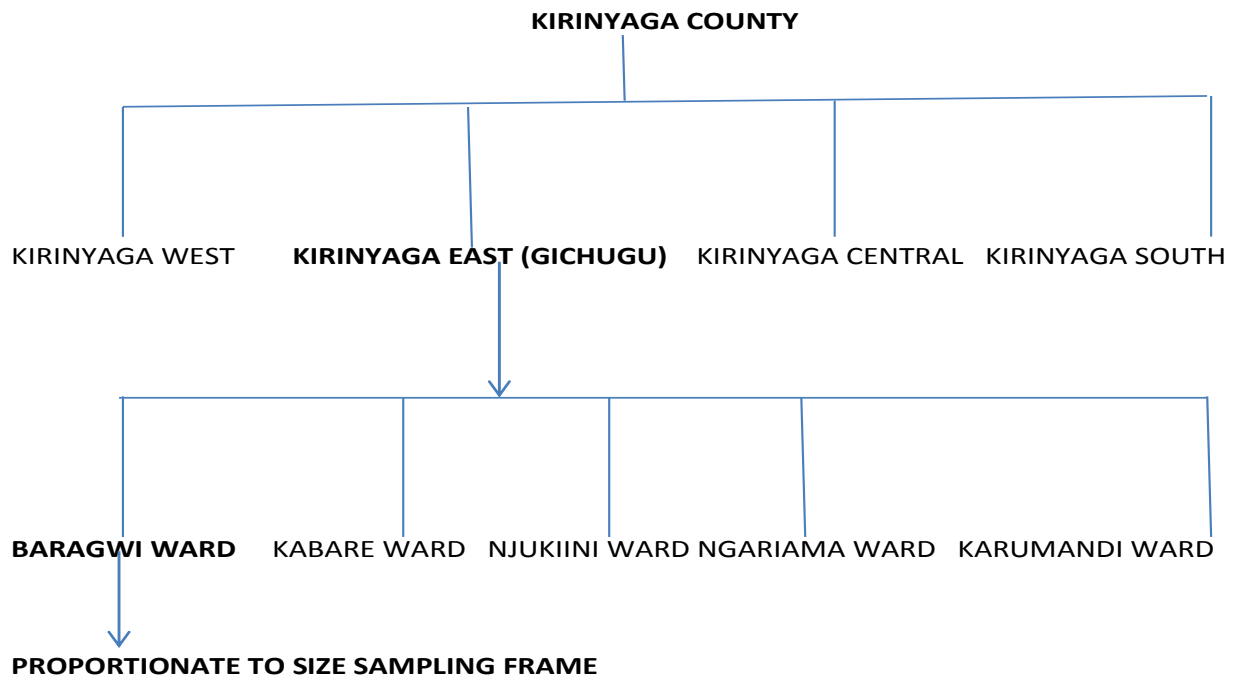 KIRINYAGA COUNTY
KIRINYAGA WEST KIRINYAGA EAST (GICHUGU) KIRINYAGA CENTRAL KIRINYAGA SOUTH
BARAGWI WARD KABARE WARD NJUKIINI WARD NGARIAMA WARD KARUMANDI WARD
PROPORTIONATE TO SIZE SAMPLING FRAME